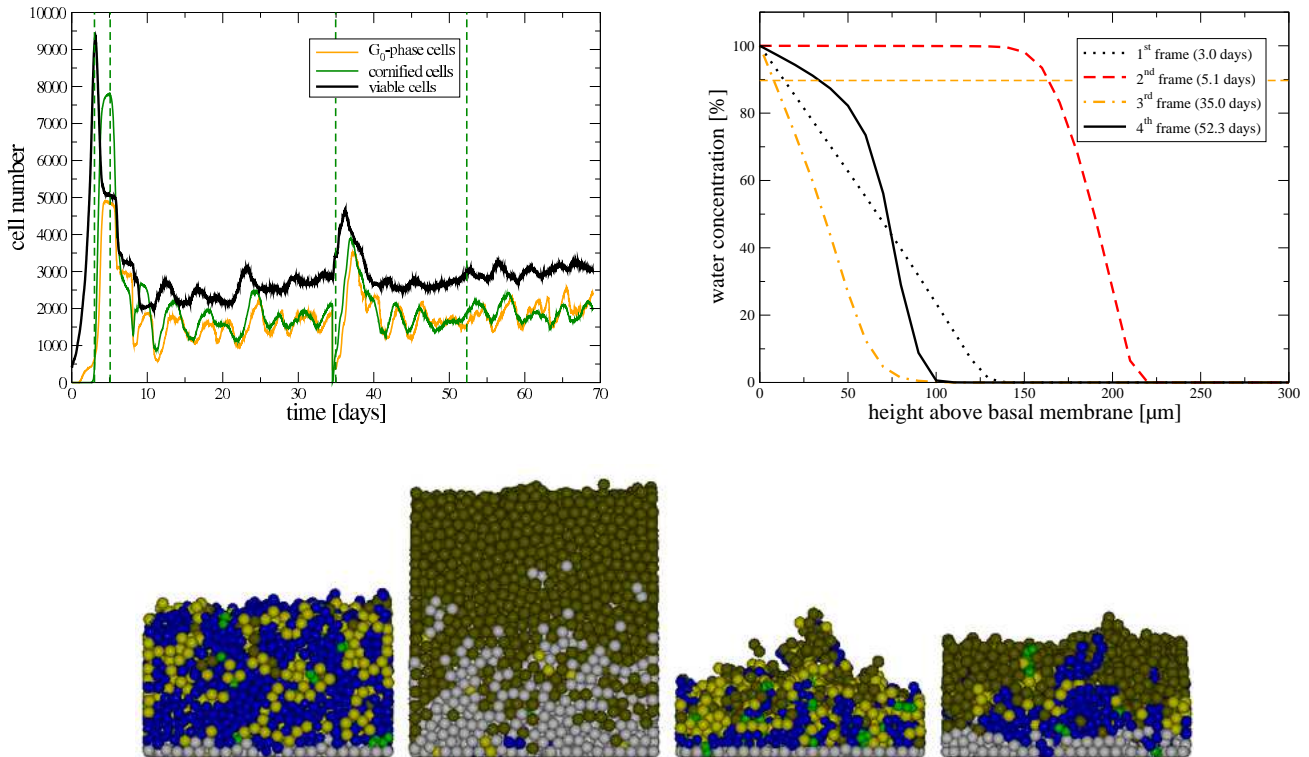 10000
9000
8000
7000
6000
5000
4000
3000
2000
1000
0
cell number
G0-phase cells
cornified cells
viable cells
0 10 20 30 40 50 60 70
time [days]
100
80
60
40
20
0
water concentration [%]
1st frame (3.0 days)
2nd frame (5.1 days)
3rd frame (35.0 days)
4th frame (52.3 days)
0 50 100 150 200 250 300
height above basal membrane [µm]